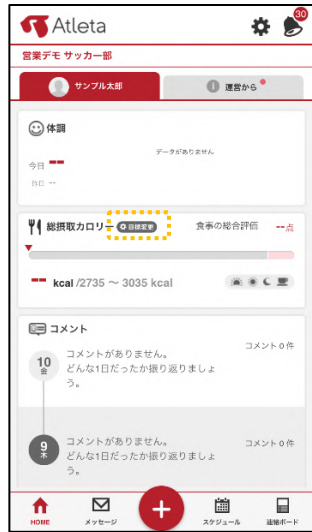 Atleta
30
営業デモ サッカー部
サンプル太郎
運営から
体調
データがありません
今日 --
昨日 --
総摂取カロリー 目標変更 食事の総合評価 --点
-- kcal /2735 〜 3035 kcal
コメント
10
金
コメントがありません。
どんな1日だったか振り返りましょ
う。
コメント 0 件
9
木
コメントがありません。
どんな1日だったか振り返りましょ
う。
コメント 0 件
HOME
メッセージ
スケジュール
連絡ボード